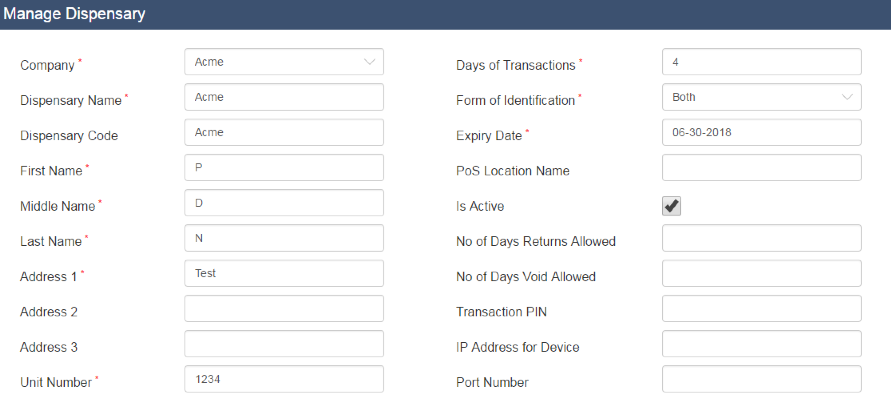 Manage Dispensary
Company * Acme
Days of Transactions * 4
Dispensary Name * Acme
Form of Identification * Both
Dispensary Code Acme
Expiry Date * 06-30-2018
First Name * P
PoS Location Name
Middle Name * D
Is Active
Last Name * N
No of Days Returns Allowed
Address 1 * Test
No of Days Void Allowed
Address 2
Transaction PIN
Address 3
IP Address for Device
Unit Number * 1234
Port Number